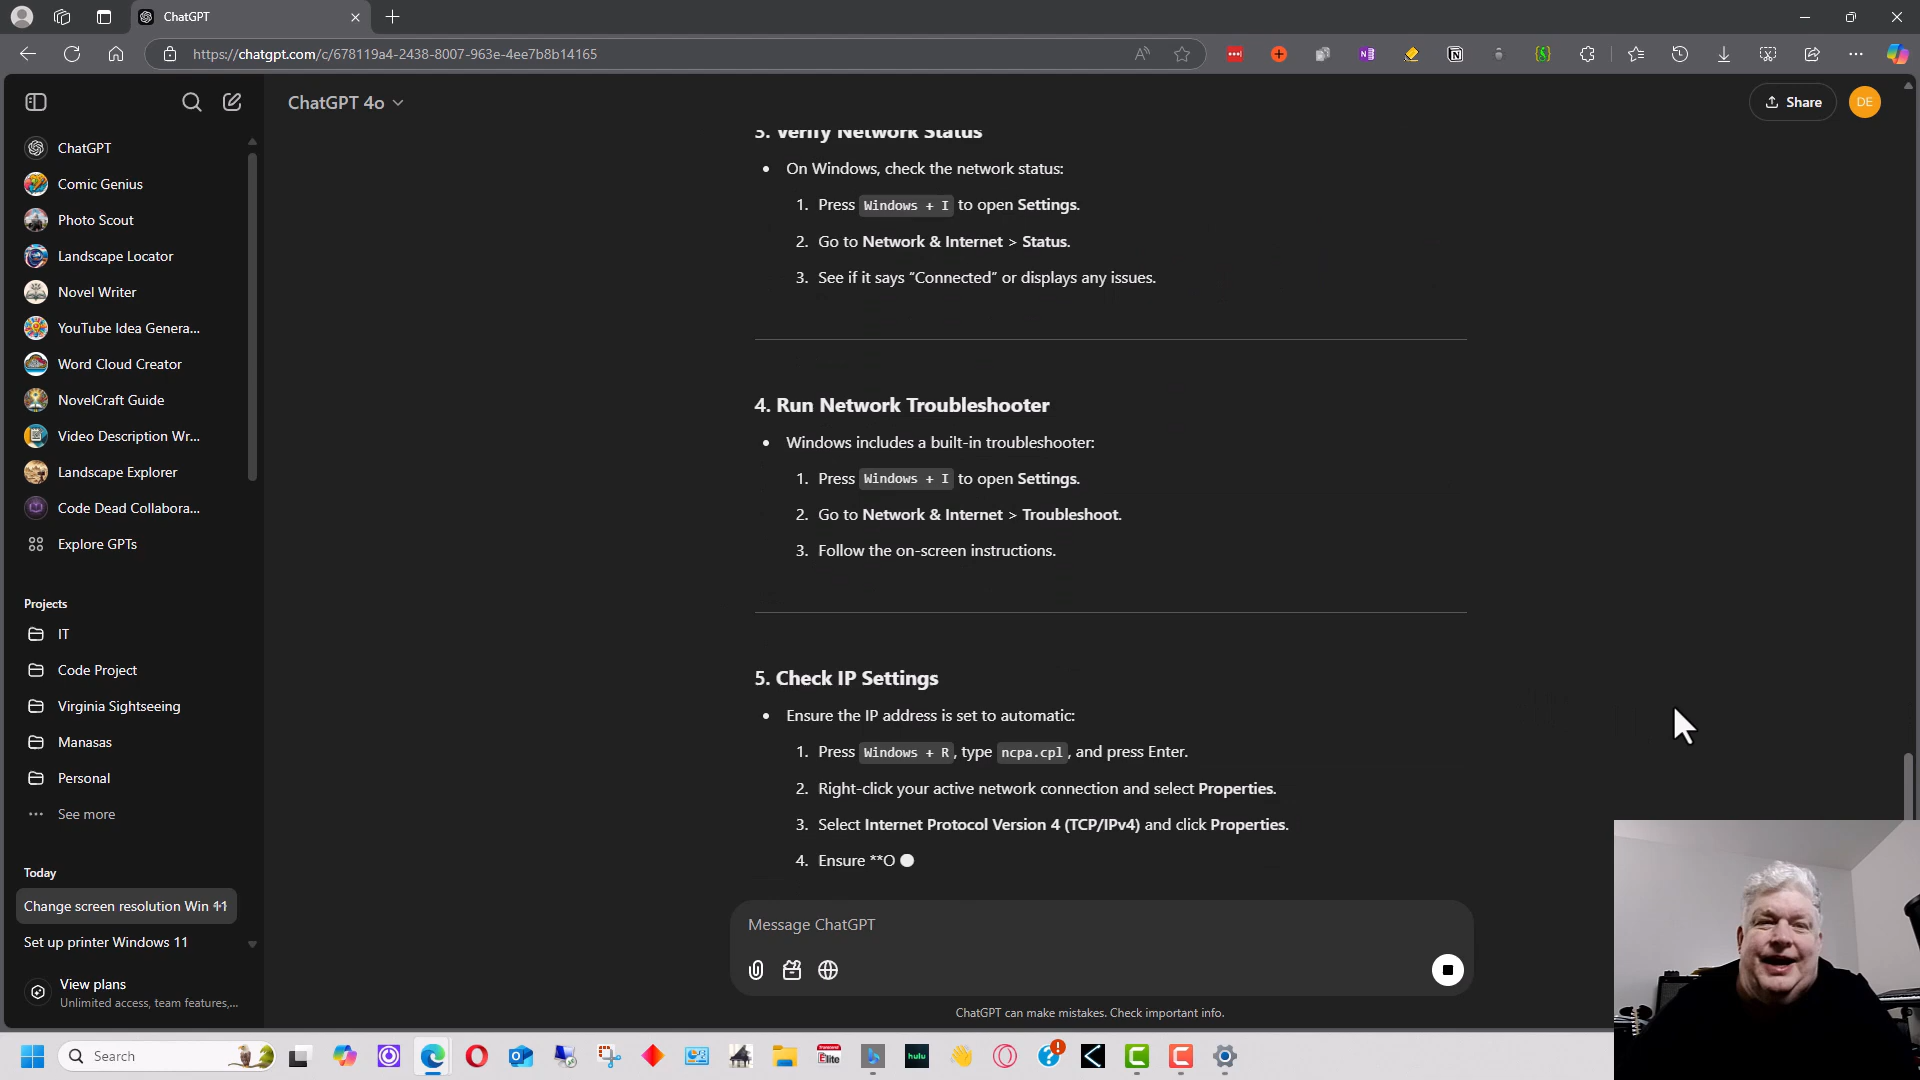 ChatGPT
https://chatgpt.com/c/678119a4-2438-8007-963e-4ee7b8b14165
ChatGPT 4o
Share
DE
ChatGPT
Comic Genius
Photo Scout
Landscape Locator
Novel Writer
YouTube Idea Genera...
Word Cloud Creator
NovelCraft Guide
Video Description Wr...
Landscape Explorer
Code Dead Collabora...
Explore GPTs
Projects
IT
Code Project
Virginia Sightseeing
Manasas
Personal
See more
Today
Change screen resolution Win 11
Set up printer Windows 11
View plans
Unlimited access, team features,...
3. Verify Network Status
On Windows, check the network status:
1. Press Windows + I to open Settings.
2. Go to Network & Internet > Status.
3. See if it says “Connected” or displays any issues.
4. Run Network Troubleshooter
Windows includes a built-in troubleshooter:
1. Press Windows + I to open Settings.
2. Go to Network & Internet > Troubleshoot.
3. Follow the on-screen instructions.
5. Check IP Settings
Ensure the IP address is set to automatic:
1. Press Windows + R, type ncpa.cpl, and press Enter.
2. Right-click your active network connection and select Properties.
3. Select Internet Protocol Version 4 (TCP/IPv4) and click Properties.
4. Ensure **O
Message ChatGPT
ChatGPT can make mistakes. Check important info.
Search
Elite
hulu